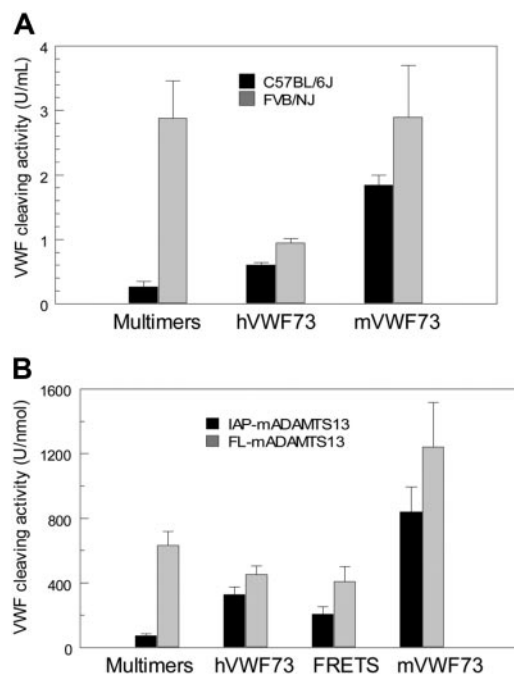 A
VWF cleaving activity (U/mL)
4
3
2
1
0
C57BL/6J
FVB/NJ
Multimers hVWF73 mVWF73
B
VWF cleaving activity (U/nmol)
1600
1200
800
400
0
IAP-mADAMTS13
FL-mADAMTS13
Multimers hVWF73 FRETS mVWF73